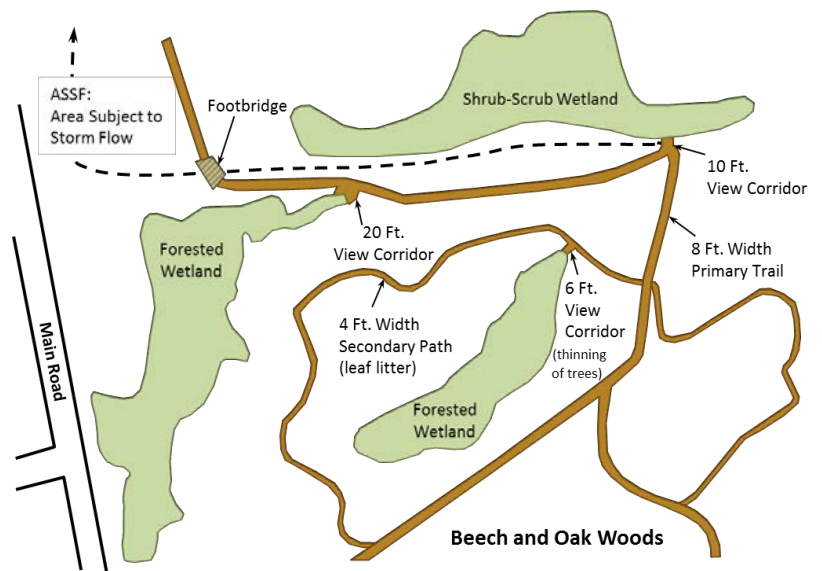 ASSF:
Area Subject to
Storm Flow
Footbridge
Shrub-Scrub Wetland
10 Ft.
View Corridor
20 Ft.
View Corridor
Forested
Wetland
8 Ft. Width
Primary Trail
6 Ft.
View
Corridor
(thinning
of trees)
4 Ft. Width
Secondary Path
(leaf litter)
Main Road
Forested
Wetland
Beech and Oak Woods